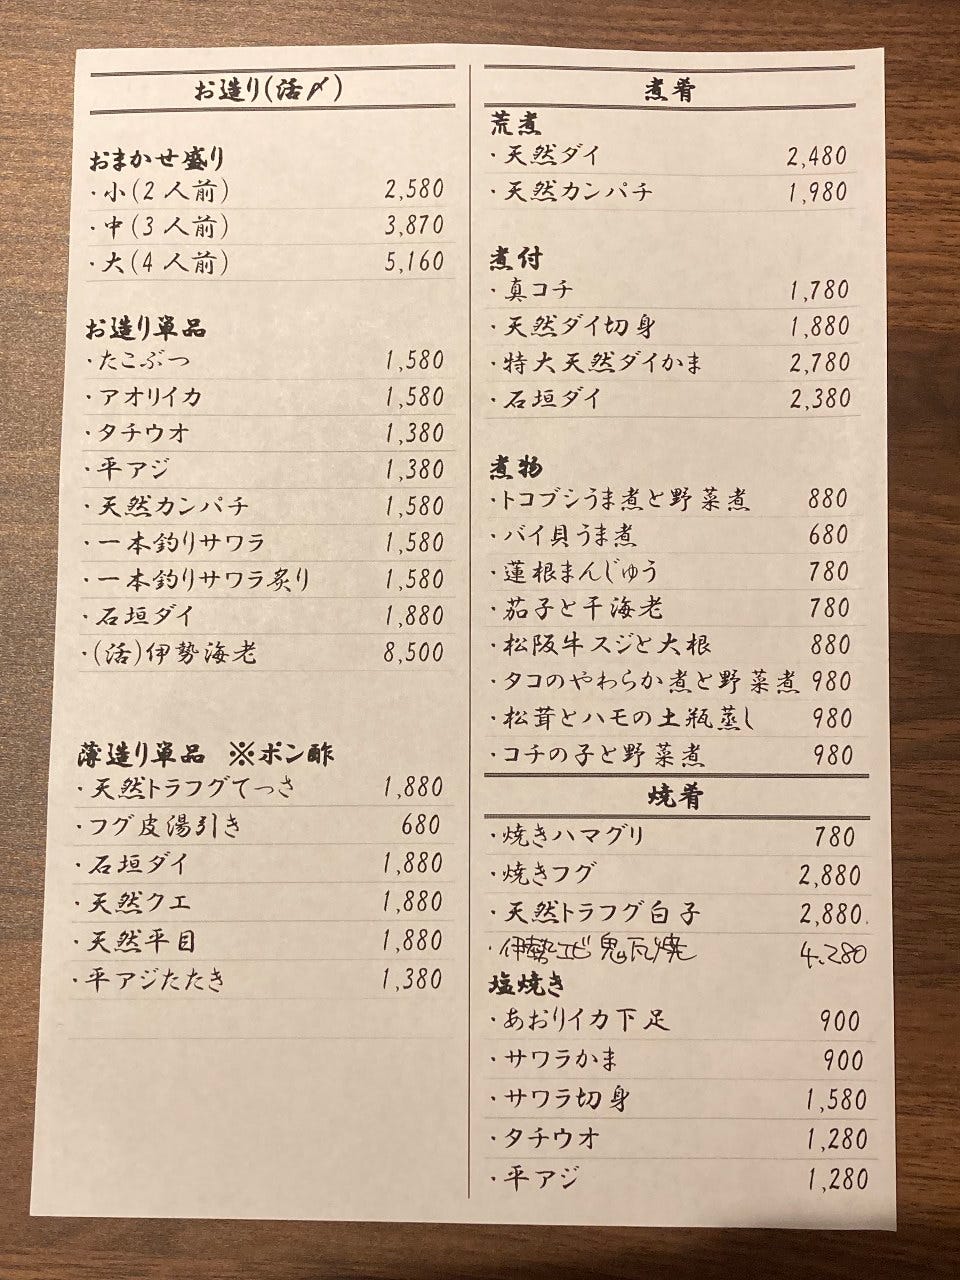 お造り(活〆)
おまかせ盛り
・小(2人前) 2,580
・中(3人前) 3,870
・大(4人前) 5,160
お造り単品
・たこぶつ 1,580
・アオリイカ 1,580
・タチウオ 1,380
・平アジ 1,380
・天然カンパチ 1,580
・一本釣りサワラ 1,580
・一本釣りサワラ炙り 1,580
・石垣ダイ 1,880
・(活)伊勢海老 8,500
薄造り単品 ※ポン酢
・天然トラフグてっさ 1,880
・フグ皮湯引き 680
・石垣ダイ 1,880
・天然クエ 1,880
・天然平目 1,880
・平アジたたき 1,380
煮肴
荒煮
・天然ダイ 2,480
・天然カンパチ 1,980
煮付
・真コチ 1,780
・天然ダイ切身 1,880
・特大天然ダイかま 2,780
・石垣ダイ 2,380
煮物
・トコブシうま煮と野菜煮 880
・バイ貝うま煮 680
・蓮根まんじゅう 780
・茄子と干海老 780
・松阪牛スジと大根 880
・タコのやわらか煮と野菜煮 980
・松茸とハモの土瓶蒸し 980
・コチの子と野菜煮 980
焼肴
・焼きハマグリ 780
・焼きフグ 2,880
・天然トラフグ白子 2,880
・伊勢エビ鬼瓦焼 4.280
塩焼き
・あおりイカ下足 900
・サワラかま 900
・サワラ切身 1,580
・タチウオ 1,280
・平アジ 1,280